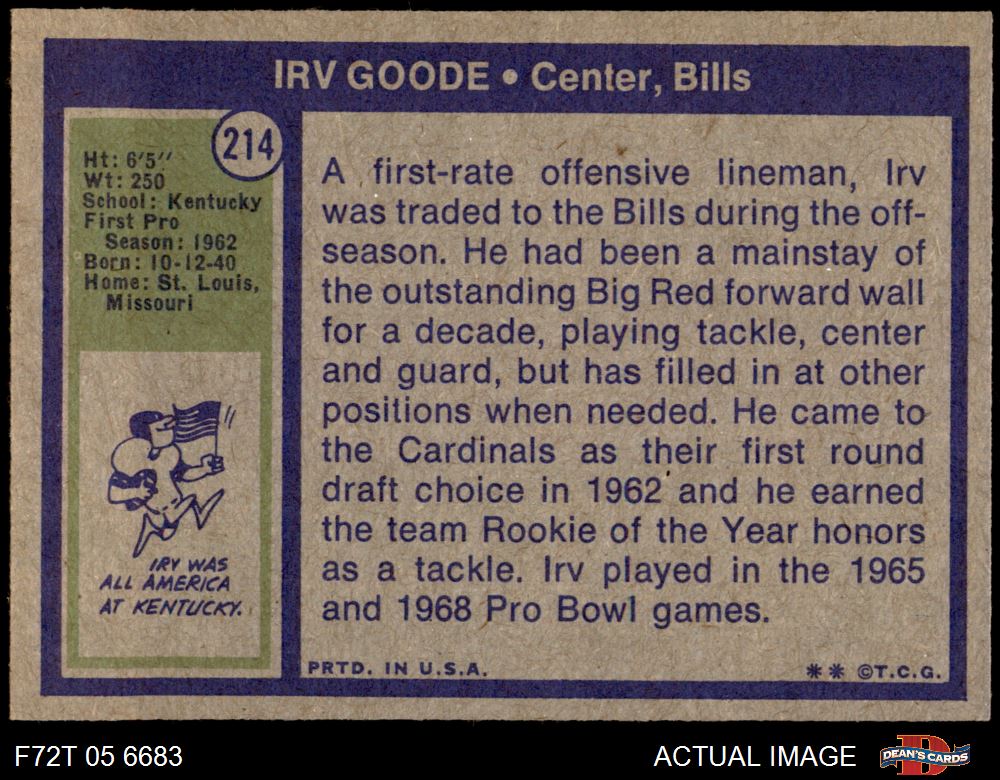 IRV GOODE • Center, Bills
214
Ht: 6'5"
Wt: 250
School: Kentucky
First Pro
Season: 1962
Born: 10-12-40
Home: St. Louis,
Missouri
IRV WAS
ALL AMERICA
AT KENTUCKY.
A first-rate offensive lineman, Irv
was traded to the Bills during the off-
season. He had been a mainstay of
the outstanding Big Red forward wall
for a decade, playing tackle, center
and guard, but has filled in at other
positions when needed. He came to
the Cardinals as their first round
draft choice in 1962 and he earned
the team Rookie of the Year honors
as a tackle. Irv played in the 1965
and 1968 Pro Bowl games.
PRTD. IN U.S.A.
** ©T.C.G.
F72T 05 6683
ACTUAL IMAGE
DEAN'S CARDS